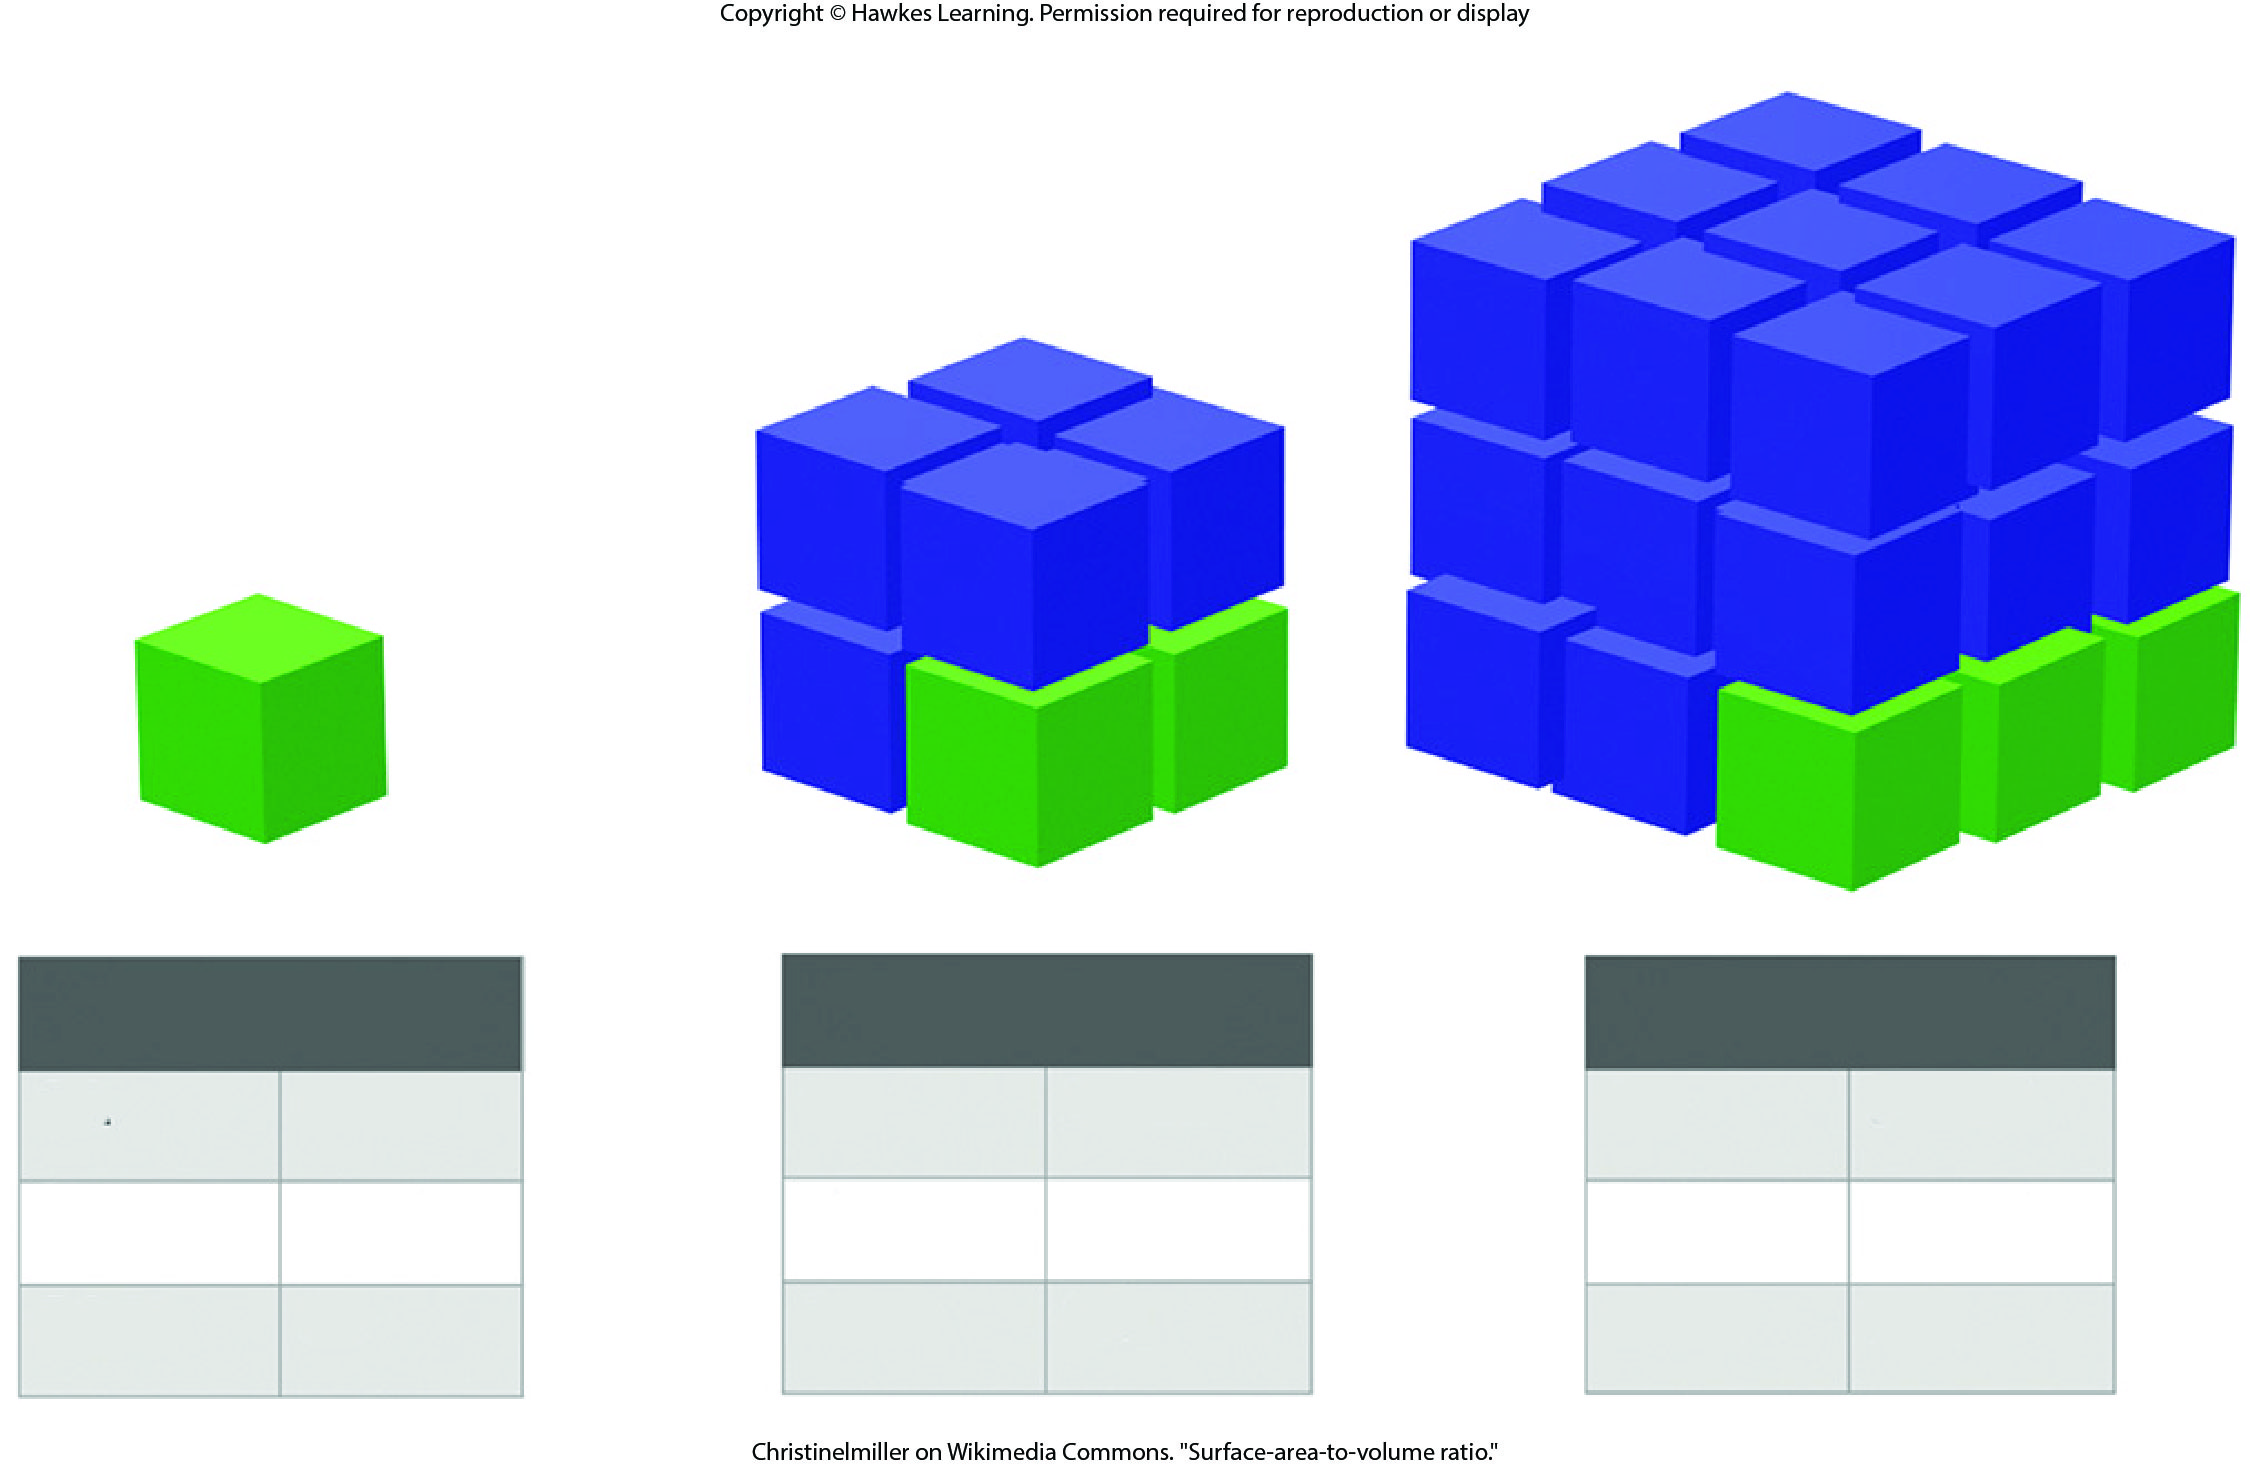 Copyright © Hawkes Learning. Permission required for reproduction or display
Christinelmiller on Wikimedia Commons. "Surface-area-to-volume ratio."